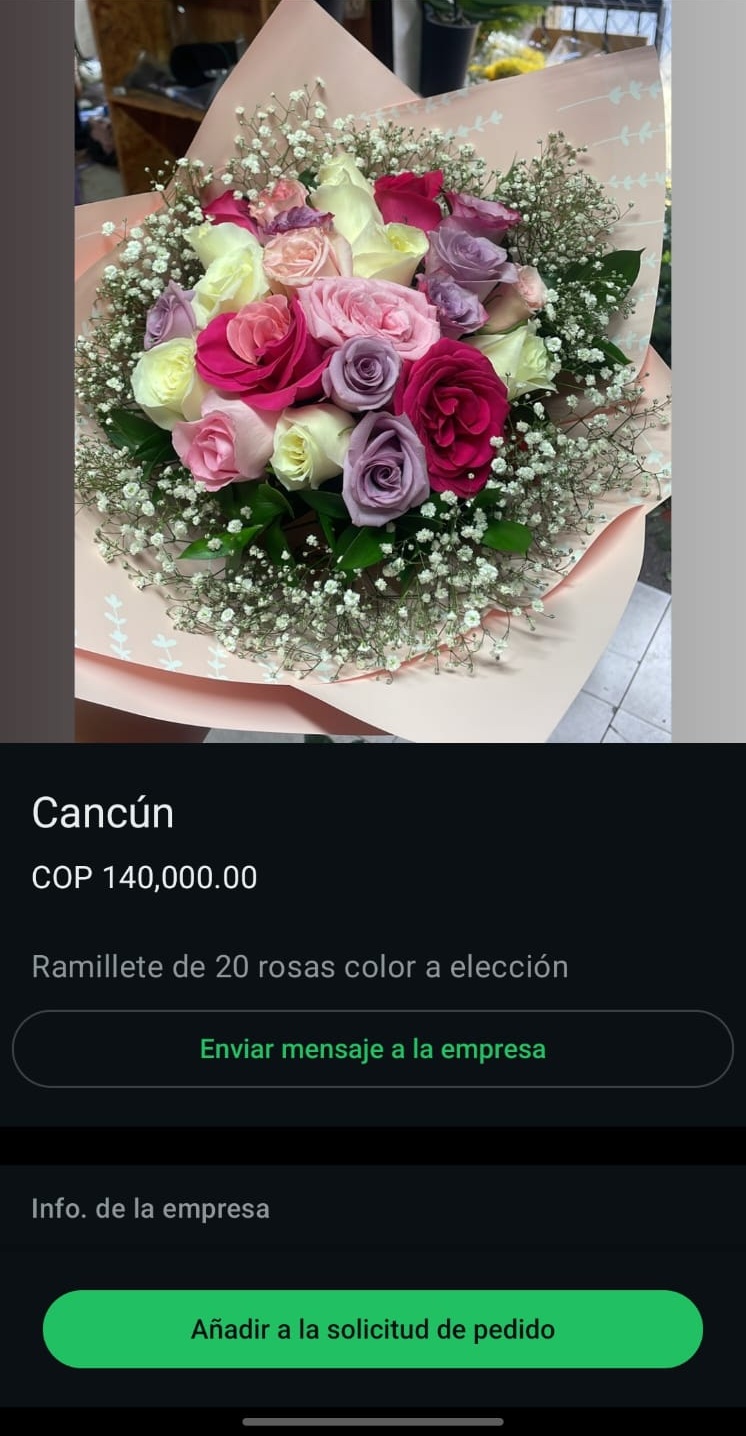 Cancún
COP 140,000.00
Ramillete de 20 rosas color a elección
Enviar mensaje a la empresa
Info. de la empresa
Añadir a la solicitud de pedido